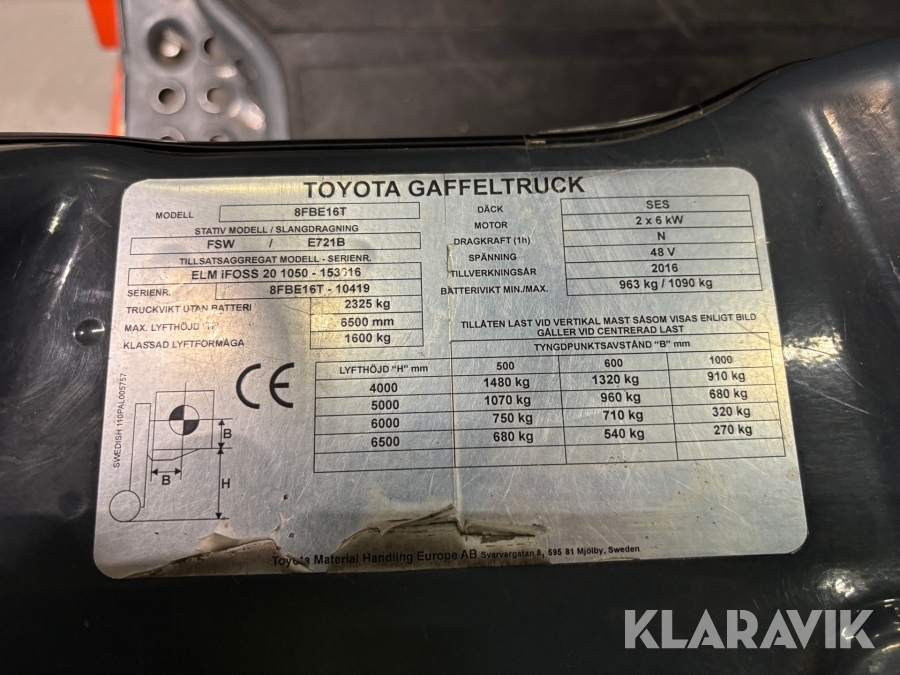 TOYOTA GAFFELTRUCK
MODELL 8FBE16T
STATIV MODELL / SLANGDRAGNING
FSW / E721B
TILLSATSAGGREGAT MODELL - SERIENR.
ELM iFOSS 20 1050 -
SERIENR. 8FBE16T - 10419
TRUCKVIKT UTAN BATTERI 2325 kg
MAX. LYFTHÖJD 6500 mm
KLASSAD LYFTFÖRMÅGA 1600 kg
DÄCK SES
MOTOR 2 x 6 kW
DRAGKRAFT (1h) N
SPÄNNING 48 V
TILLVERKNINGSÅR 2016
BATTERIVIKT MIN./MAX. 963 kg / 1090 kg
TILLÅTEN LAST VID VERTIKAL MAST SÅSOM VISAS ENLIGT BILD
GÄLLER VID CENTRERAD LAST
TYNGDPUNKTSAVSTÅND "B" mm
LYFTHÖJD "H" mm 500 600 1000
4000 1480 kg 1320 kg 910 kg
5000 1070 kg 960 kg 680 kg
6000 750 kg 710 kg 320 kg
6500 680 kg 540 kg 270 kg
CE
SWEDISH 110PAL005757
B
B
H
Toyota Material Handling Europe AB Svarvargatan 8, 595 81 Mjölby, Sweden
KLARAVIK